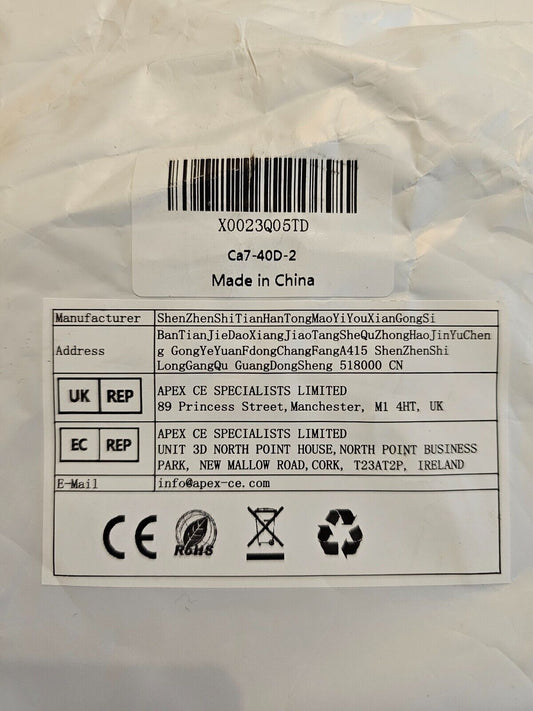 X0023Q05TD
Ca7-40D-2
Made in China
Manufacturer ShenZhenShiTianHanTongMaoYiYouXianGongSi
Address BanTianJieDaoXiangJiaoTangSheQuZhongHaoJinYuChen
g GongYeYuanFdongChangFangA415 ShenZhenShi
LongGangQu GuangDongSheng 518000 CN
UK REP APEX CE SPECIALISTS LIMITED
89 Princess Street,Manchester, M1 4HT, UK
EC REP APEX CE SPECIALISTS LIMITED
UNIT 3D NORTH POINT HOUSE,NORTH POINT BUSINESS
PARK, NEW MALLOW ROAD,CORK, T23AT2P, IRELAND
E-Mail info@apex-ce.com
CE RoHS